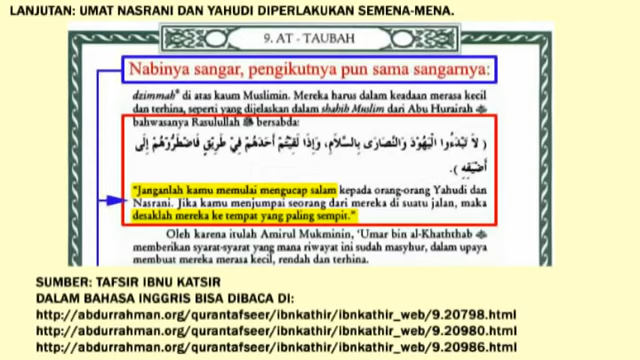 LANJUTAN: UMAT NASRANI DAN YAHUDI DIPERLAKUKAN SEMENA-MENA.
9. AT - TAUBAH
Nabinya sangar, pengikutnya pun sama sangarnya:
dzimmah di atas kaum Muslimin. Mereka harus dalam keadaan merasa kecil
dan terhina, seperti yang dijelaskan dalam shahih Muslim dari Abu Hurairah
bahwasanya Rasulullah ﷺ bersabda:
( لاَ تَبْدَءُوا الْيَهُوْدَ وَالنَّصَارَى بِالسَّلاَمِ، وَإِذَا لَقِيْتُمْ أَحَدَهُمْ فِيْ طَرِيْقٍ فَاضْطَرُّوْهُمْ إِلَى
أَضْيَقِهِ ).
"Janganlah kamu memulai mengucap salam kepada orang-orang Yahudi dan
Nasrani. Jika kamu menjumpai seorang dari mereka di suatu jalan, maka
desaklah mereka ke tempat yang paling sempit."
Oleh karena itulah Amirul Mukminin, 'Umar bin al-Khaththab
memberikan syarat-syarat yang mana riwayat ini sudah masyhur, dalam upaya
membuat mereka merasa kecil, rendah dan terhina.
SUMBER: TAFSIR IBNU KATSIR
DALAM BAHASA INGGRIS BISA DIBACA DI:
http://abdurrahman.org/qurantafseer/ibnkathir/ibnkathir_web/9.20798.html
http://abdurrahman.org/qurantafseer/ibnkathir/ibnkathir_web/9.20980.html
http://abdurrahman.org/qurantafseer/ibnkathir/ibnkathir_web/9.20986.html